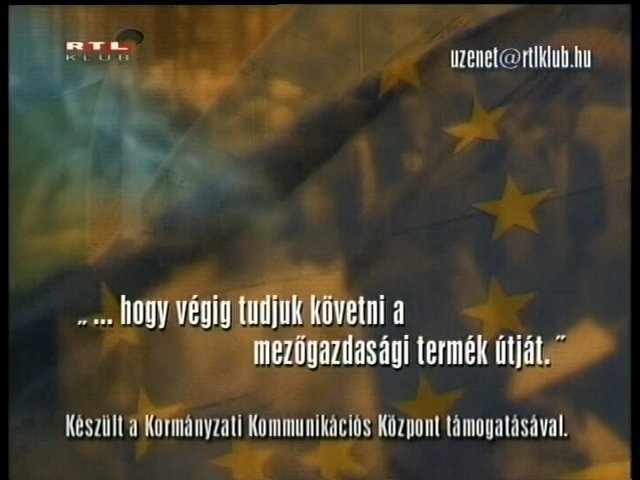 RTL
KLUB
uzenet@rtlklub.hu
„... hogy végig tudjuk követni a
mezőgazdasági termék útját.˝
Készült a Kormányzati Kommunikációs Központ támogatásával.